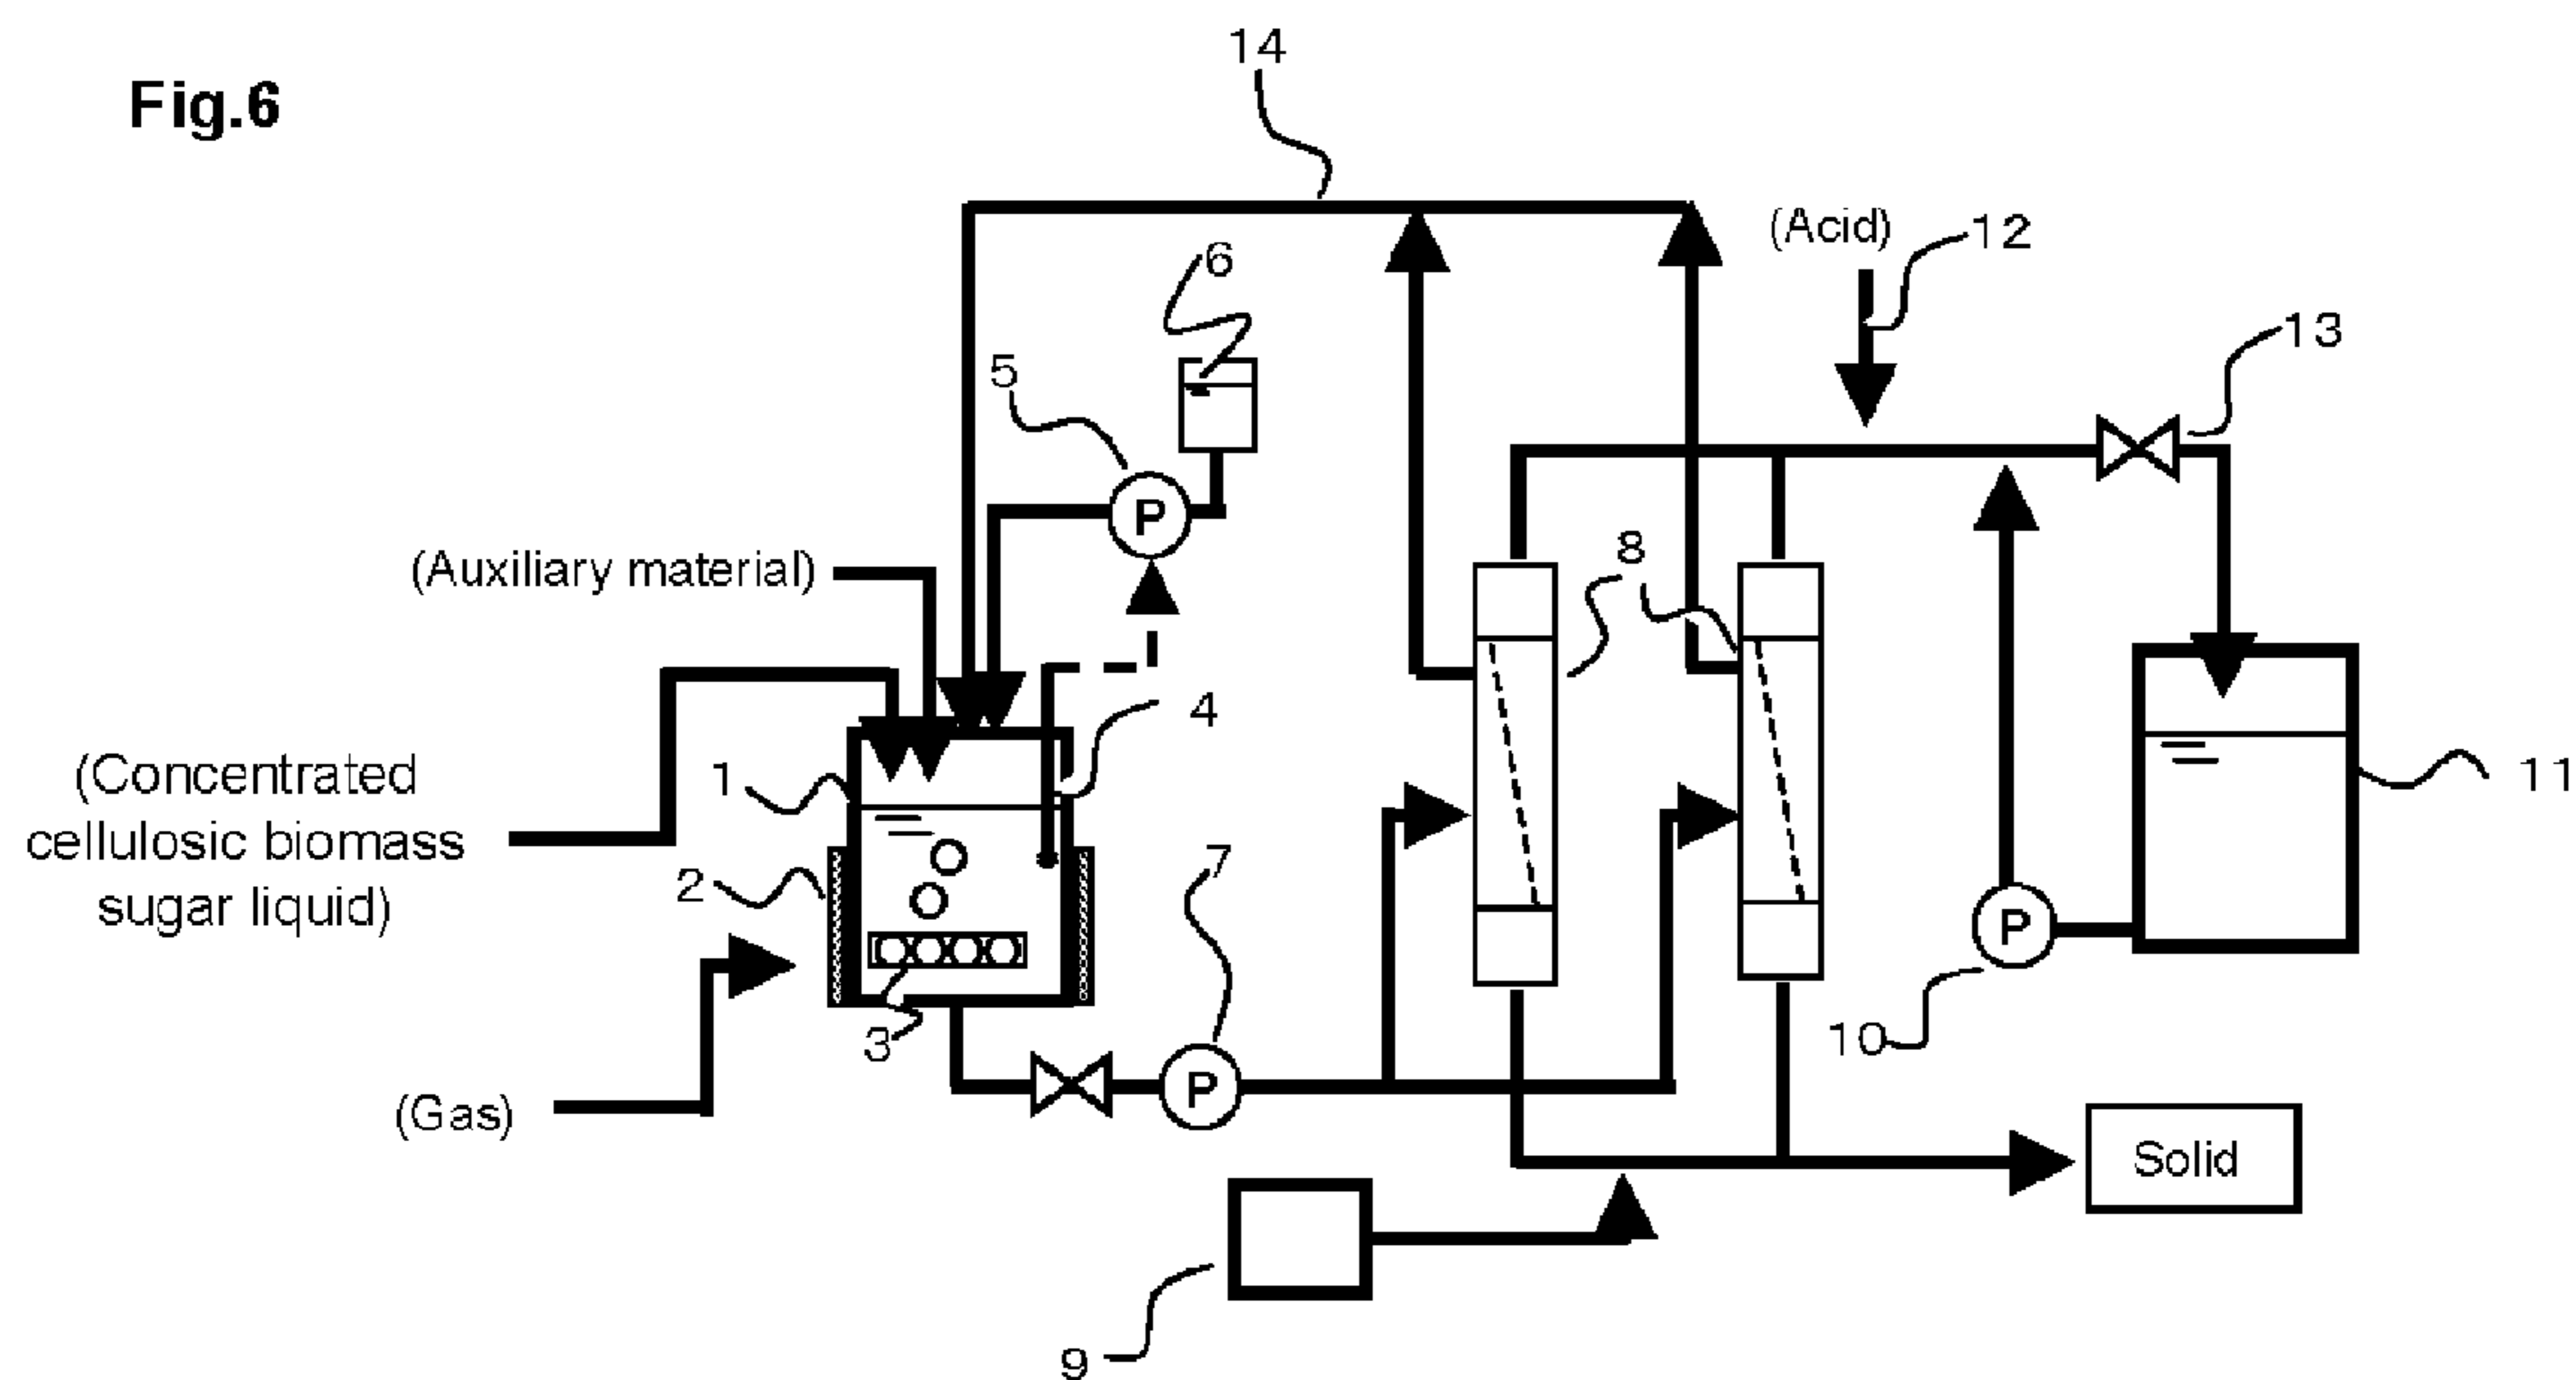 Fig.6
14
(Acid)
12
6
13
5
8
(Auxiliary material)
P
4
1
(Concentrated
cellulosic biomass
sugar liquid)
11
2
7
P
3
10
P
(Gas)
Solid
9